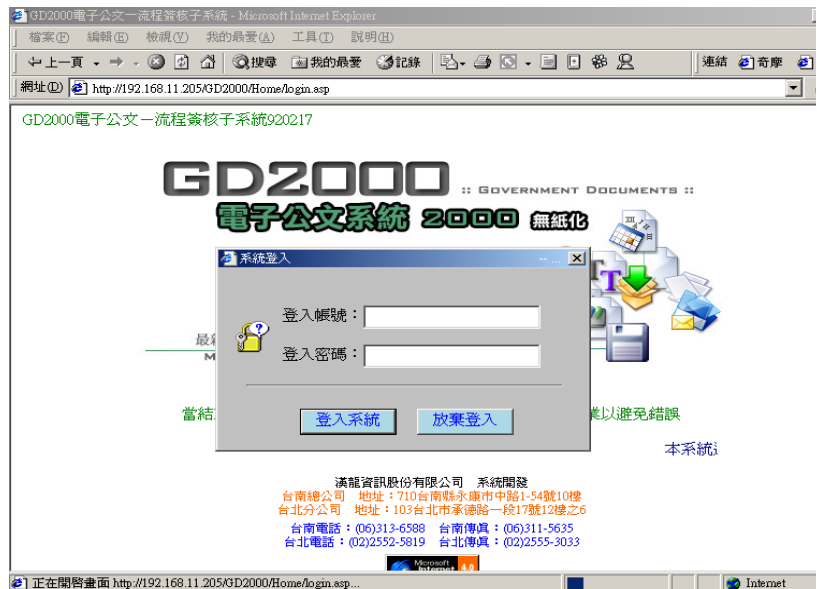 GD2000電子公文一流程簽核子系統 - Microsoft Internet Explorer
檔案(F) 編輯(E) 檢視(V) 我的最愛(A) 工具(T) 說明(H)
上一頁 搜尋 我的最愛 記錄 連結 奇摩
網址(D) http://192.168.11.205/GD2000/Home/login.asp
GD2000電子公文－流程簽核子系統920217
GD2000 :: GOVERNMENT DOCUMENTS ::
電子公文系統 2000 無紙化
系統登入
登入帳號：
最
登入密碼：
M
登入系統 放棄登入
當結 業以避免錯誤
本系統
漢龍資訊股份有限公司 系統開發
台南總公司 地址：710台南縣永康市中路1-54號10樓
台北分公司 地址：103台北市承德路一段17號12樓之6
台南電話：(06)313-6588 台南傳真：(06)311-5635
台北電話：(02)2552-5819 台北傳真：(02)2555-3033
Microsoft
Internet 4.0
正在開啓畫面 http://192.168.11.205/GD2000/Home/login.asp... Internet